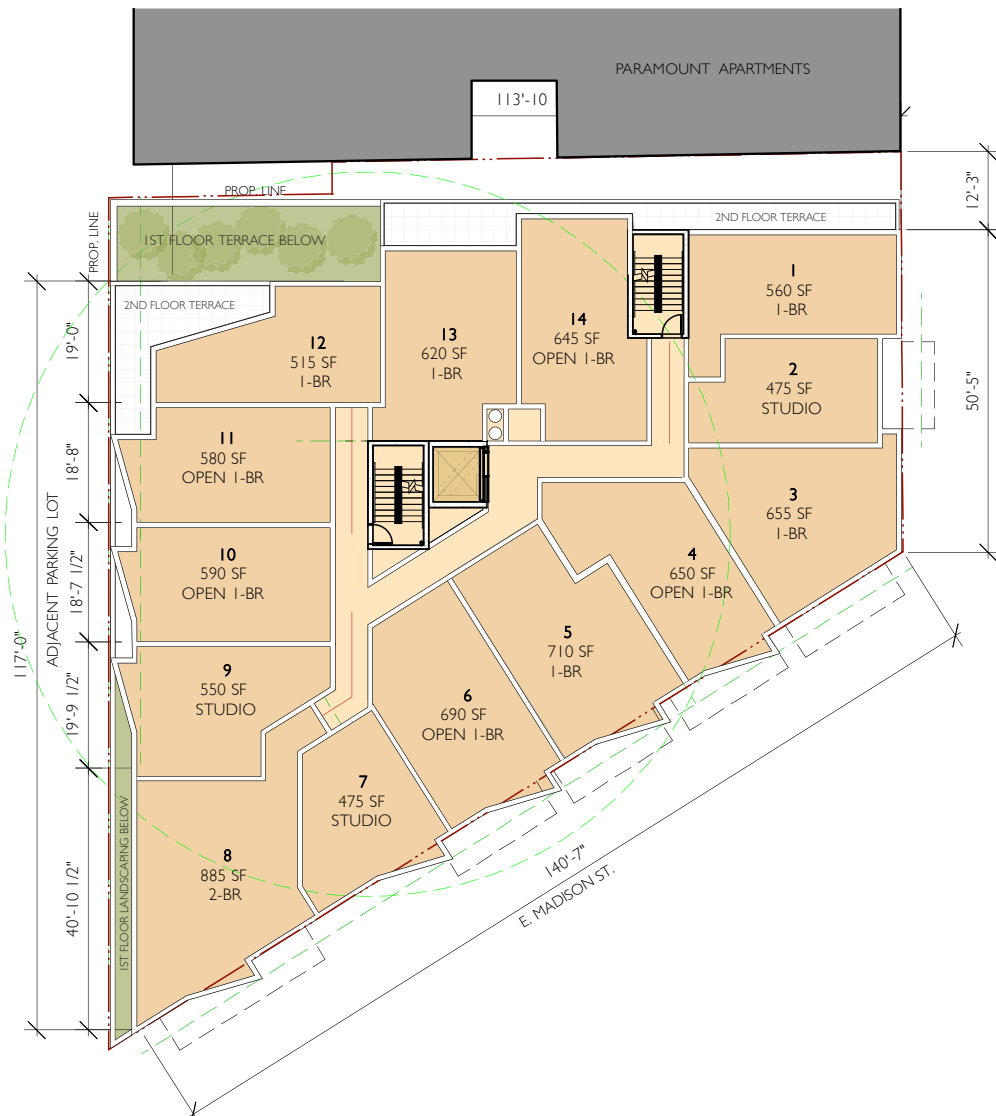 PARAMOUNT APARTMENTS
113'-10
PROP. LINE
12'-3"
2ND FLOOR TERRACE
PROP. LINE
1ST FLOOR TERRACE BELOW
1
560 SF
1-BR
2ND FLOOR TERRACE
14
645 SF
OPEN 1-BR
13
620 SF
1-BR
12
515 SF
1-BR
19'-0"
2
475 SF
STUDIO
50'-5"
11
580 SF
OPEN 1-BR
18'-8"
3
655 SF
1-BR
ADJACENT PARKING LOT
10
590 SF
OPEN 1-BR
18'-7 1/2"
4
650 SF
OPEN 1-BR
117'-0"
5
710 SF
1-BR
9
550 SF
STUDIO
19'-9 1/2"
6
690 SF
OPEN 1-BR
7
475 SF
STUDIO
8
885 SF
2-BR
1ST FLOOR LANDSCAPING BELOW
40'-10 1/2"
140'-7"
E. MADISON ST.